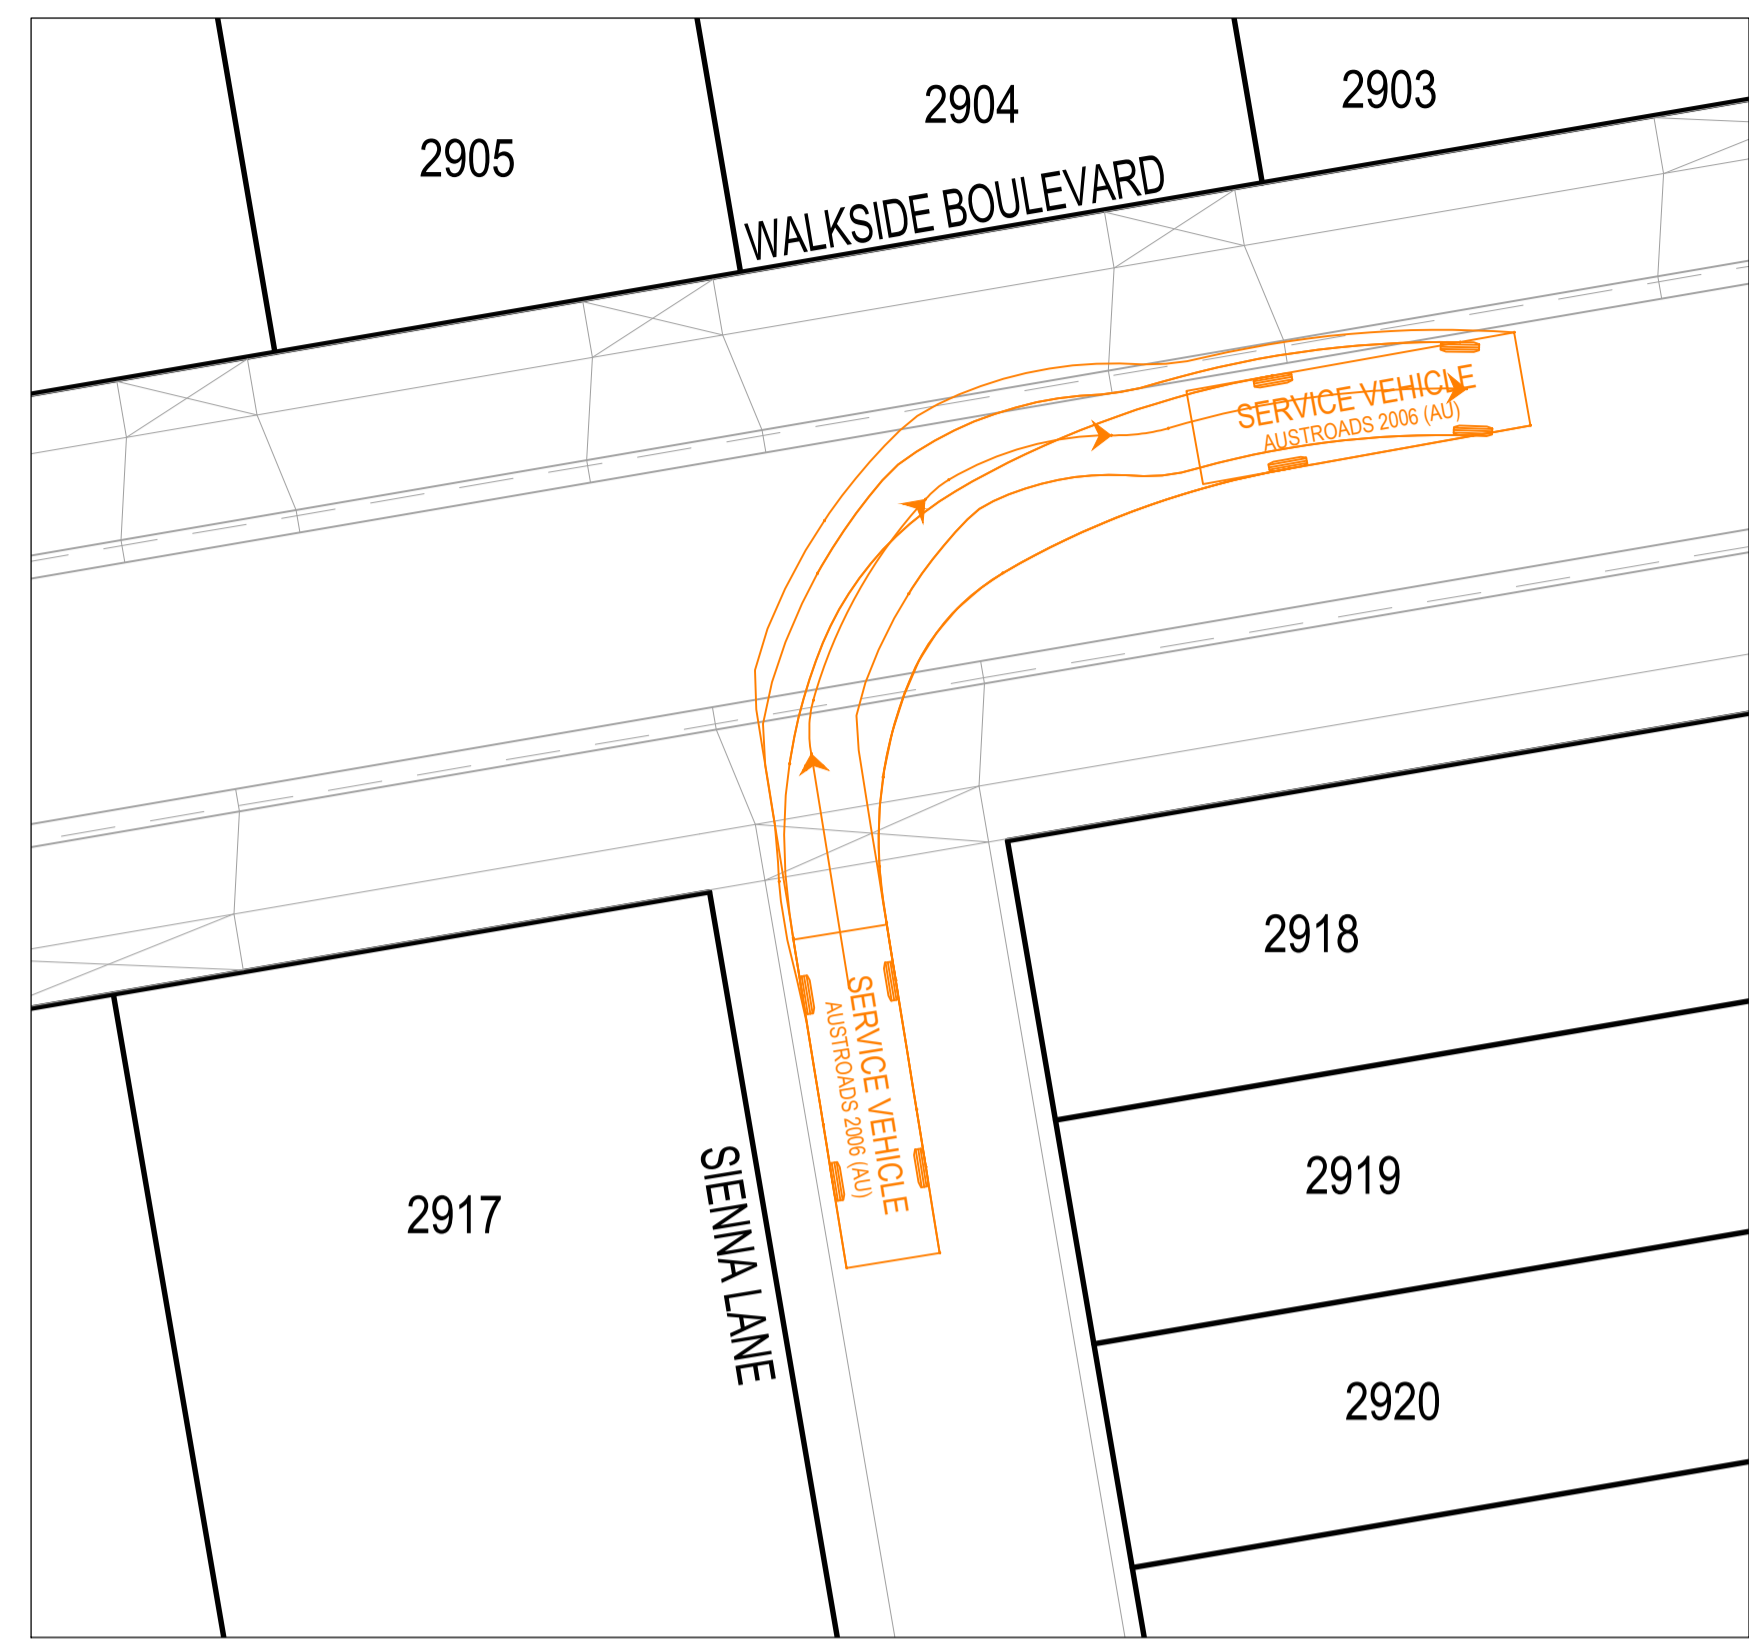 2903
2904
2905
WALKSIDE BOULEVARD
SERVICE VEHICLE
AUSTROADS 2006 (AU)
2918
SERVICE VEHICLE
AUSTROADS 2006 (AU)
2919
2917
SIENNA LANE
2920